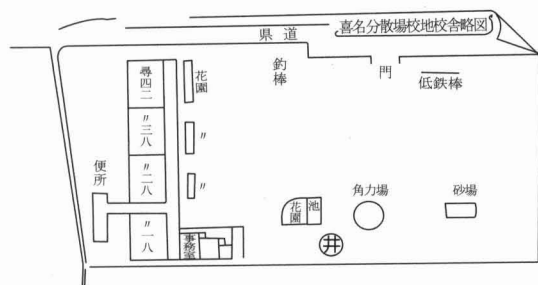 喜名分散場校地校舎略図
県道
門
釣棒
低鉄棒
花園
〃
〃
尋四二
〃三八
〃二八
〃一八
便所
事務室
花園
池
井
角力場
砂場